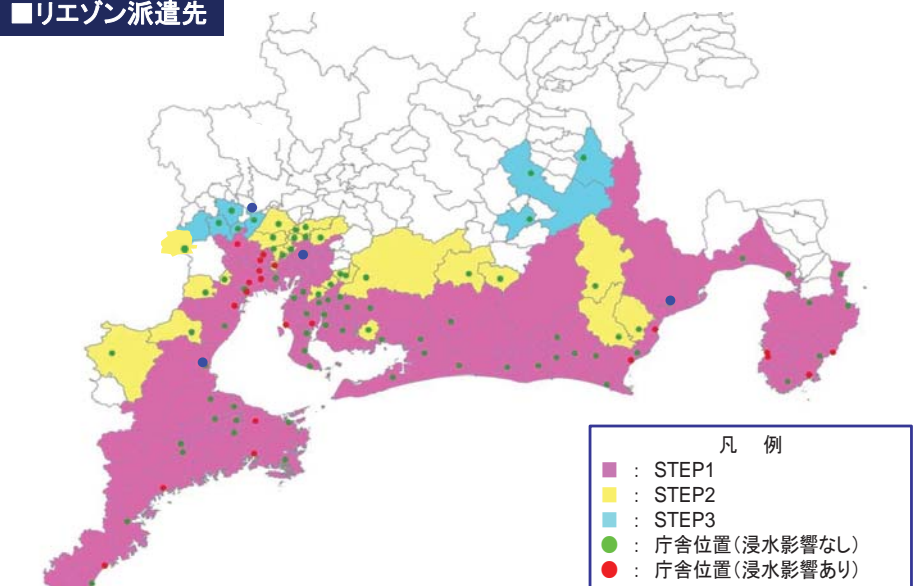 ■リエゾン派遣先
凡 例
: STEP1
: STEP2
: STEP3
: 庁舎位置(浸水影響なし)
: 庁舎位置(浸水影響あり)